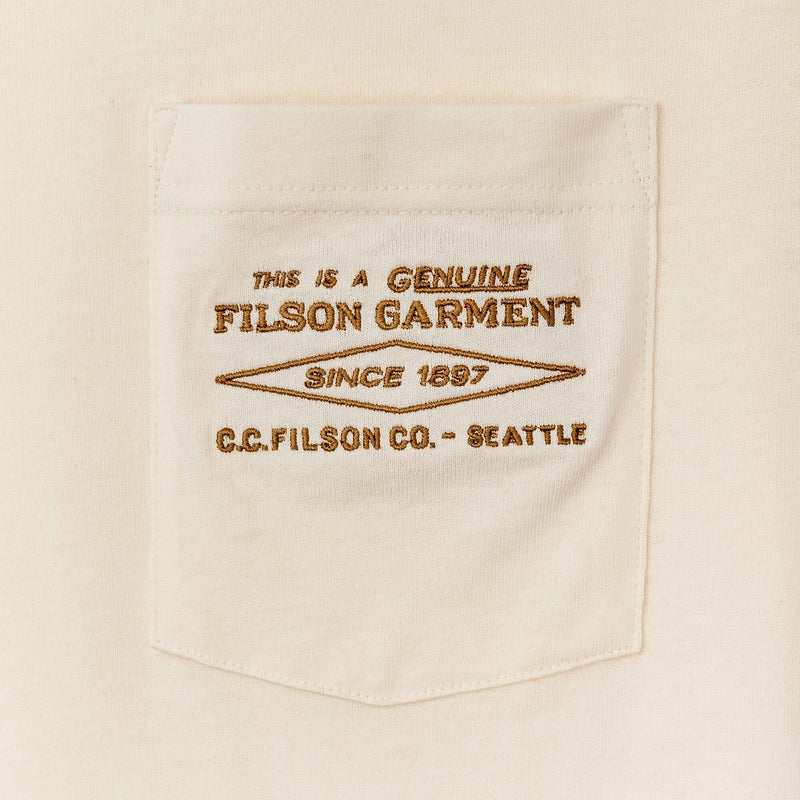 THIS IS A GENUINE
FILSON GARMENT
SINCE 1897
C.C.FILSON CO. - SEATTLE